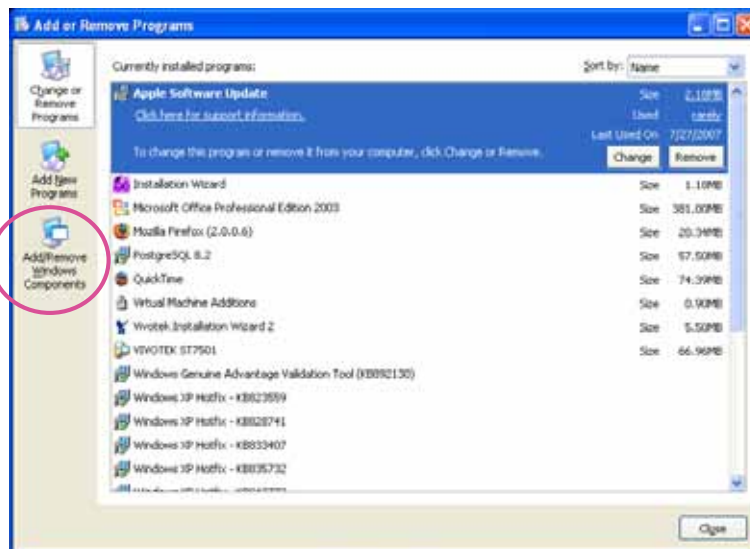 Add or Remove Programs
Change or
Remove
Programs
Add New
Programs
Add/Remove
Windows
Components
Currently installed programs:
Sort by: Name
Apple Software Update
Size 2.18MB
Click here for support information.
Used rarely
Last Used On 7/27/2007
To change this program or remove it from your computer, click Change or Remove.
Change Remove
Installation Wizard Size 1.18MB
Microsoft Office Professional Edition 2003 Size 381.00MB
Mozilla Firefox (2.0.0.6) Size 20.34MB
PostgreSQL 8.2 Size 57.50MB
QuickTime Size 74.39MB
Virtual Machine Additions Size 0.90MB
Vivotek Installation Wizard 2 Size 5.50MB
VIVOTEK ST7501 Size 66.96MB
Windows Genuine Advantage Validation Tool (KB892130)
Windows XP Hotfix - KB823559
Windows XP Hotfix - KB828741
Windows XP Hotfix - KB833407
Windows XP Hotfix - KB835732
Close